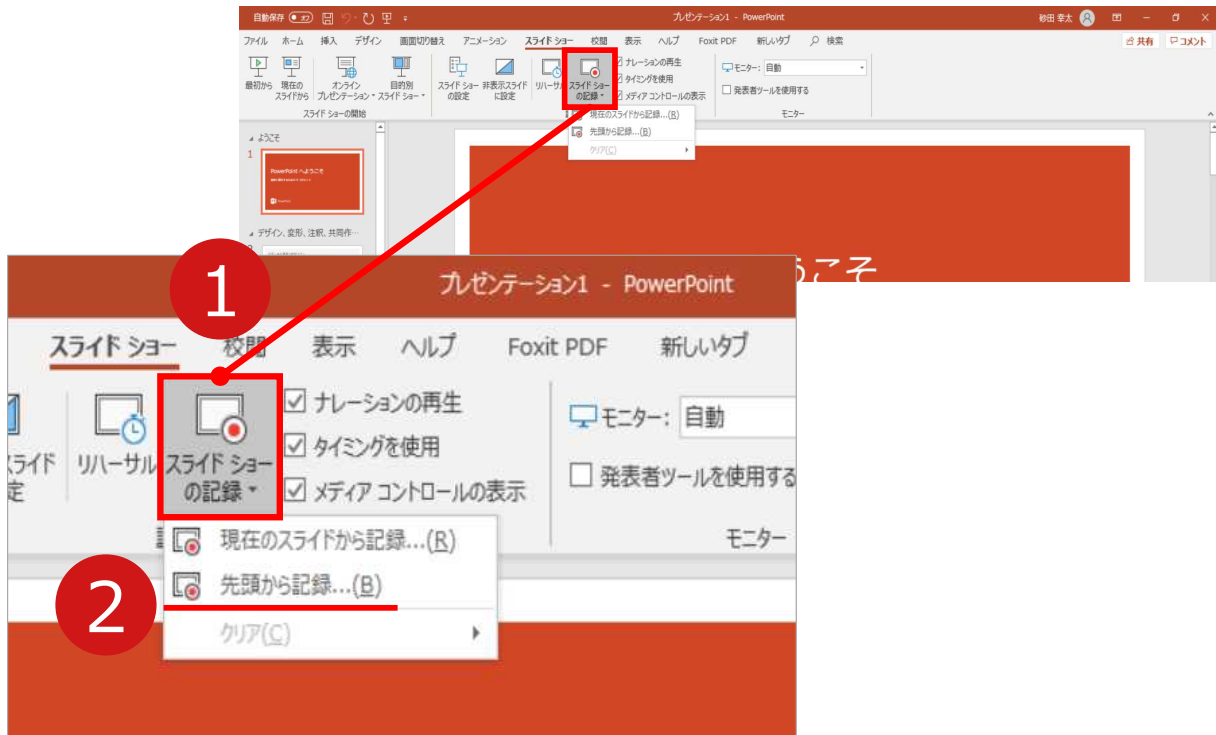 自動保存 オフ
プレゼンテーション1 - PowerPoint
砂田 幸太
ファイル ホーム 挿入 デザイン 画面切り替え アニメーション スライド ショー 校閲 表示 ヘルプ Foxit PDF 新しいタブ 検索
共有 コメント
最初から 現在の スライドから オンライン プレゼンテーション 目的別 スライド ショー スライド ショー の設定 非表示スライド に設定 リハーサル スライド ショー の記録
ナレーションの再生
タイミングを使用
メディア コントロールの表示
モニター: 自動
発表者ツールを使用する
スライド ショーの開始
モニター
現在のスライドから記録...(R)
先頭から記録...(B)
クリア(C)
ようこそ
1
PowerPoint へようこそ
デザイン、変形、注釈、共同作…
ようこそ
1
プレゼンテーション1 - PowerPoint
スライド ショー 校閲 表示 ヘルプ Foxit PDF 新しいタブ
リハーサル
スライド ショー
の記録
ナレーションの再生
タイミングを使用
メディア コントロールの表示
モニター: 自動
発表者ツールを使用する
スライド
定
モニター
現在のスライドから記録...(R)
2
先頭から記録...(B)
クリア(C)